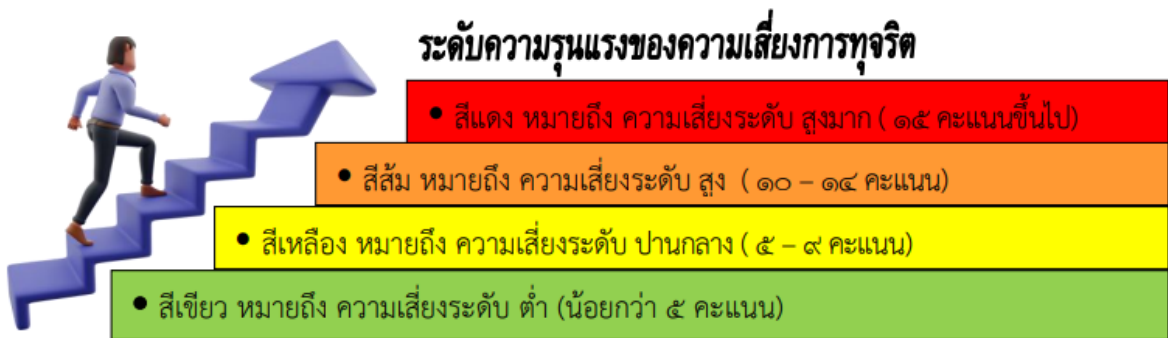 ระดับความรุนแรงของความเสี่ยงการทุจริต
• สีแดง หมายถึง ความเสี่ยงระดับ สูงมาก ( ๑๕ คะแนนขึ้นไป)
• สีส้ม หมายถึง ความเสี่ยงระดับ สูง ( ๑๐ – ๑๔ คะแนน)
• สีเหลือง หมายถึง ความเสี่ยงระดับ ปานกลาง ( ๕ – ๙ คะแนน)
• สีเขียว หมายถึง ความเสี่ยงระดับ ต่ำ (น้อยกว่า ๕ คะแนน)